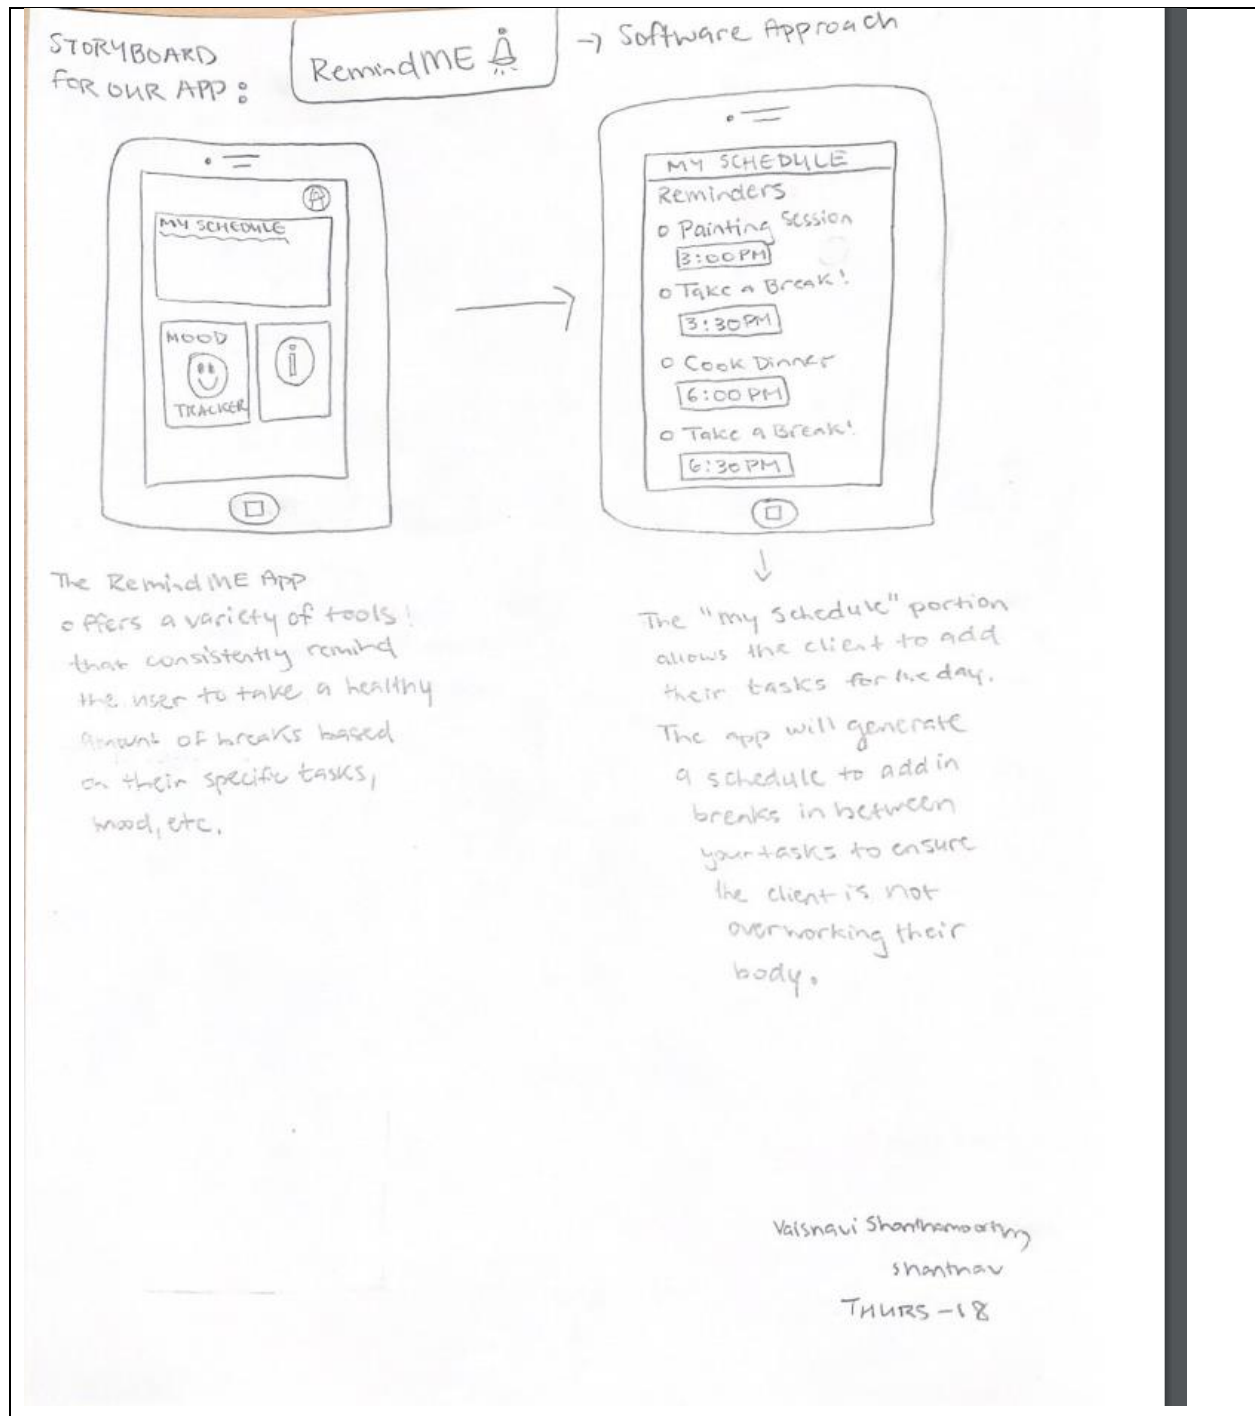 STORYBOARD
FOR OUR APP:
RemindME
→ Software Approach
MY SCHEDULE
MOOD
TRACKER
i
MY SCHEDULE
Reminders
o Painting Session
3:00PM
o Take a Break!
3:30PM
o Cook Dinner
6:00 PM
o Take a Break!
6:30PM
The RemindME App
offers a variety of tools!
that consistently remind
the user to take a healthy
amount of breaks based
on their specific tasks,
mood, etc.
The "my schedule" portion
allows the client to add
their tasks for the day.
The app will generate
a schedule to add in
breaks in between
your tasks to ensure
the client is not
overworking their
body.
Vaisnavi Shanthamoorthy
shanthav
THURS-18